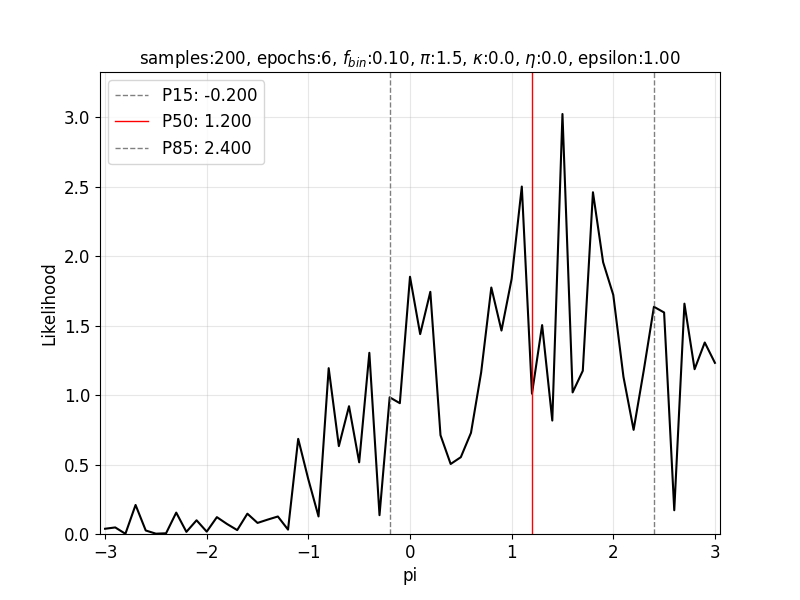 samples:200, epochs:6, f_bin:0.10, π:1.5, κ:0.0, η:0.0, epsilon:1.00
P15: -0.200
P50: 1.200
P85: 2.400
3.0
2.5
2.0
1.5
1.0
0.5
0.0
Likelihood
−3 −2 −1 0 1 2 3
pi